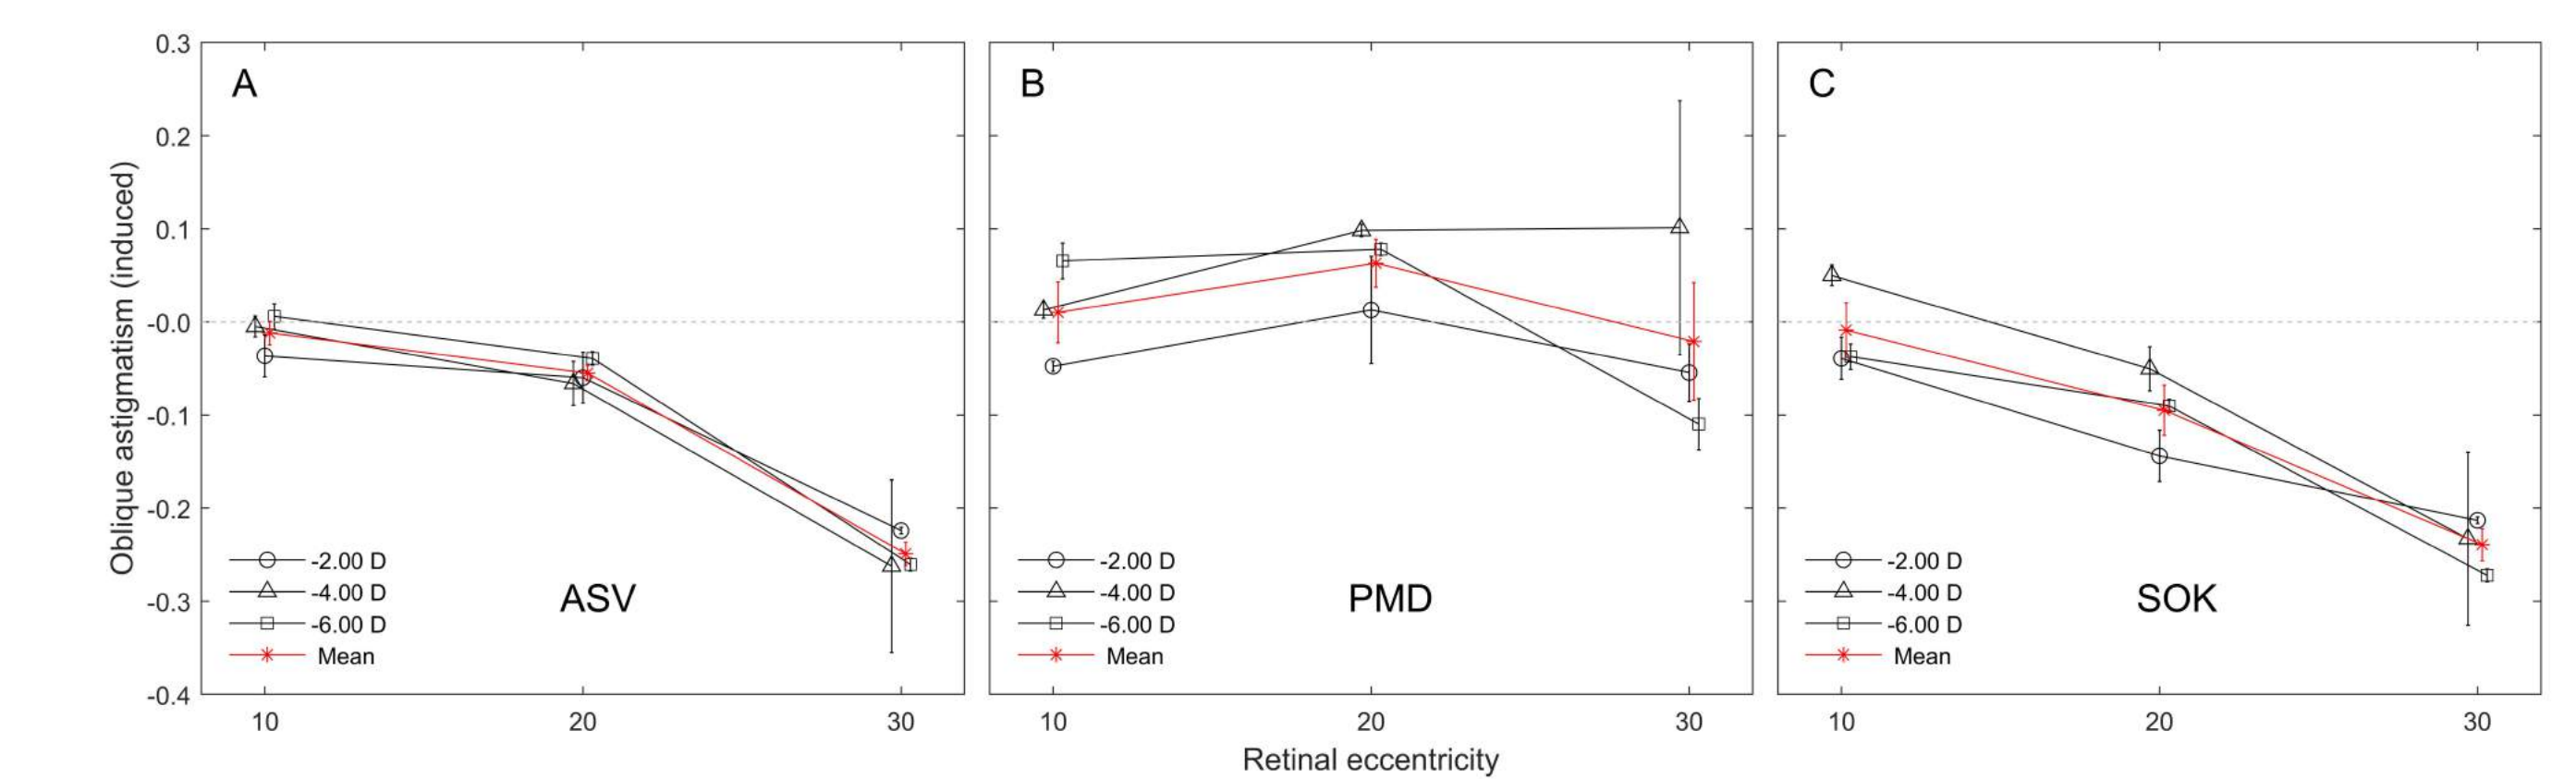 Oblique astigmatism (induced)
0.3
0.2
0.1
-0.0
-0.1
-0.2
-0.3
-0.4
A
-2.00 D
-4.00 D
-6.00 D
Mean
ASV
10 20 30
B
-2.00 D
-4.00 D
-6.00 D
Mean
PMD
10 20 30
C
-2.00 D
-4.00 D
-6.00 D
Mean
SOK
10 20 30
Retinal eccentricity